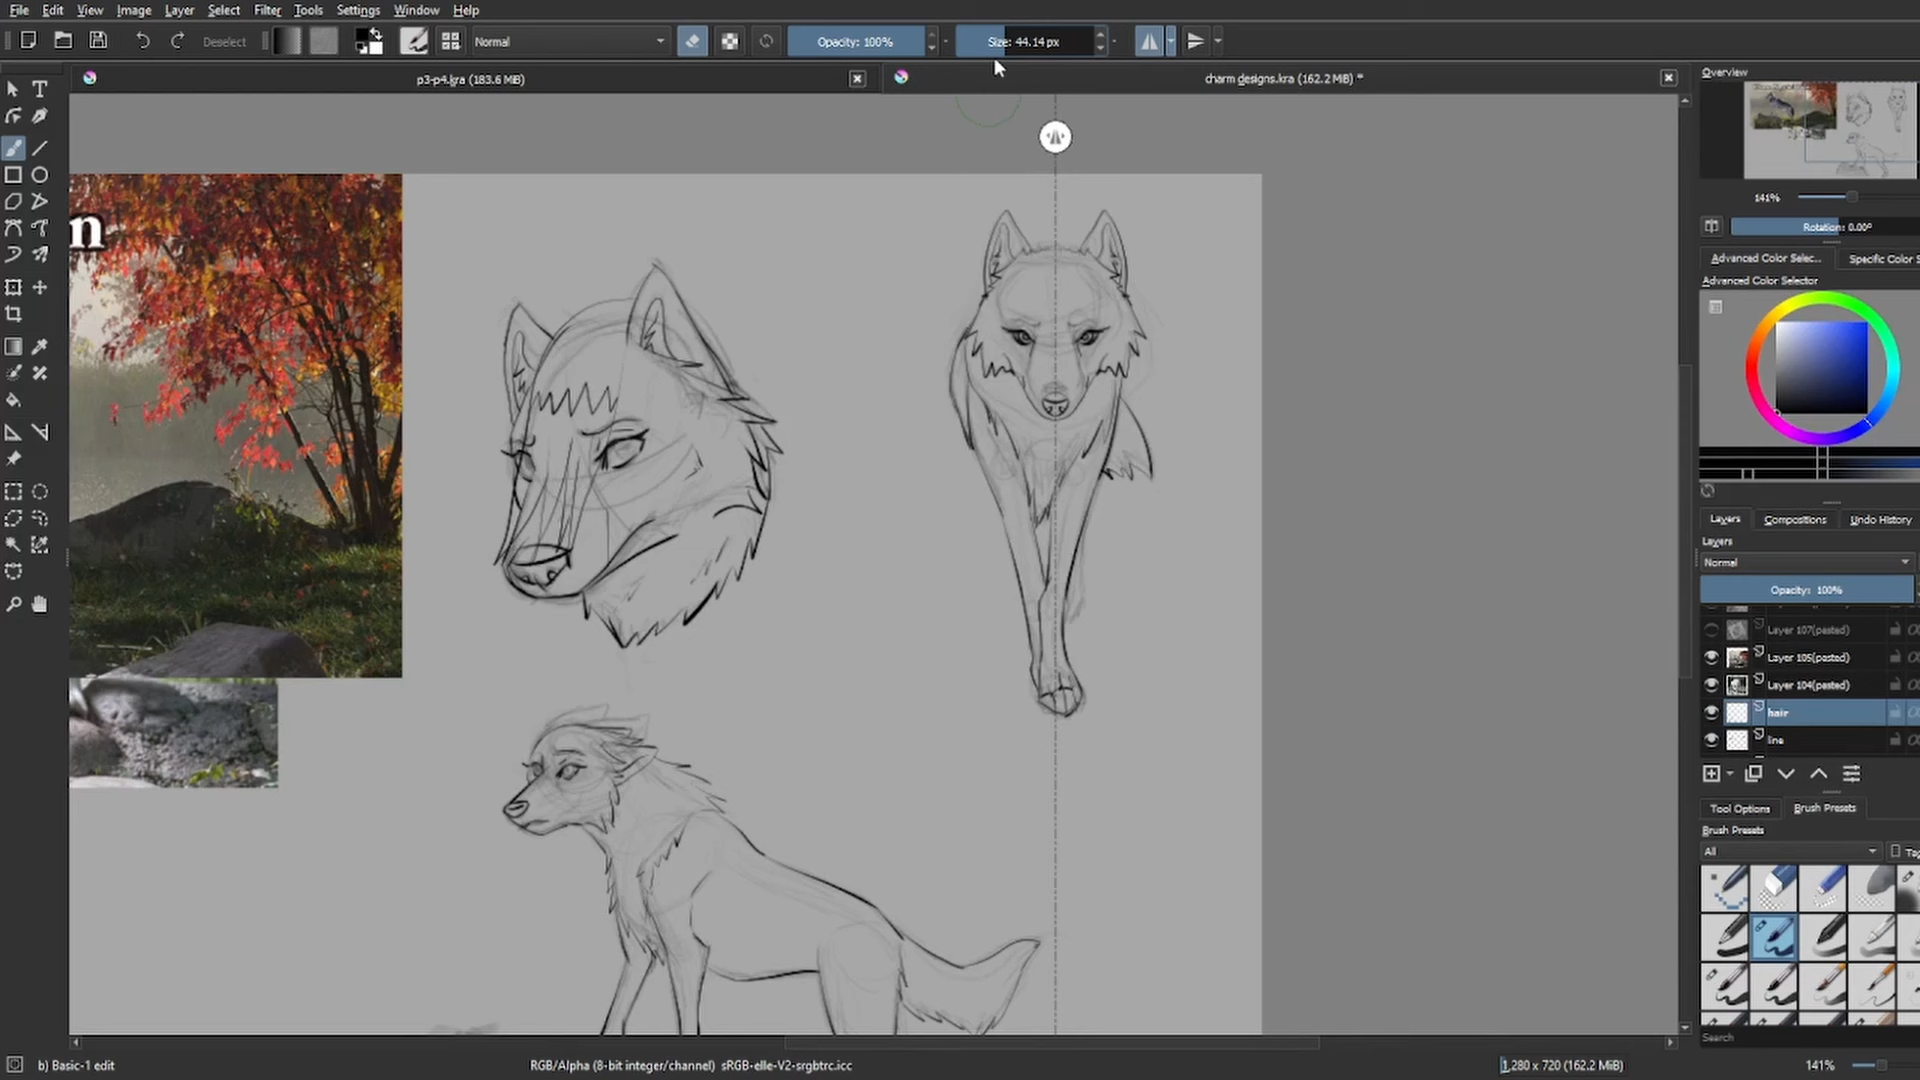 File Edit View Image Layer Select Filter Tools Settings Window Help
Deselect Normal Opacity: 100% Size: 44.14 px
p3-p4.kra (183.6 MiB) charm designs.kra (162.2 MiB) *
Overview
n
141%
Rotation: 0.00°
Advanced Color Selec... Specific Color S
Advanced Color Selector
Layers Compositions Undo History
Layers
Normal
Opacity: 100%
Layer 107(pasted)
Layer 105(pasted)
Layer 104(pasted)
hair
line
Tool Options Brush Presets
Brush Presets
All Tag
Search
b) Basic-1 edit RGB/Alpha (8-bit integer/channel) sRGB-elle-V2-srgbtrc.icc 1,280 x 720 (162.2 MiB) 141%